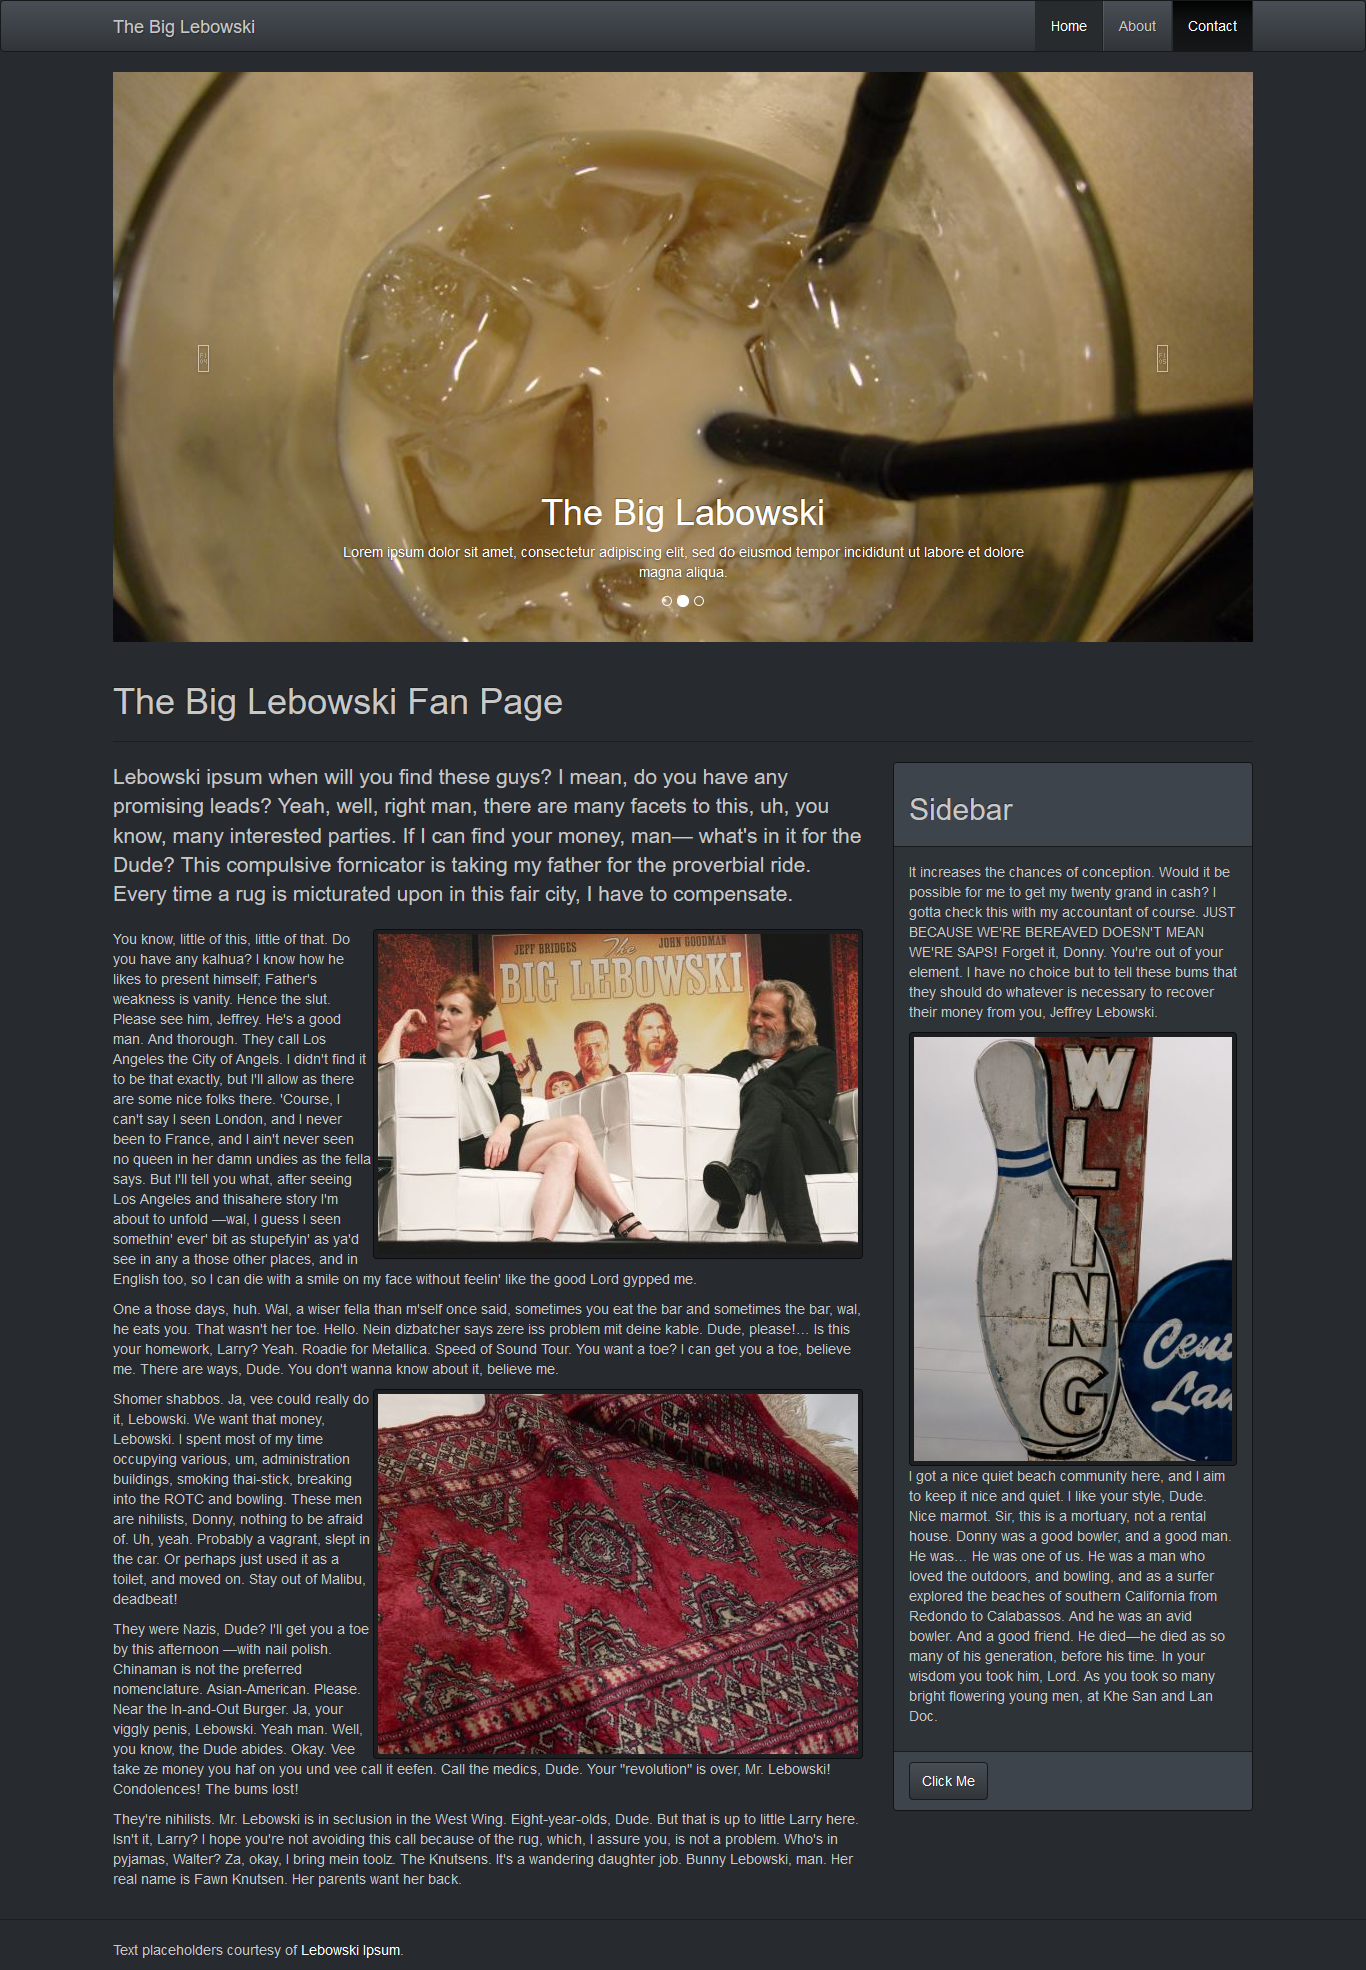 The Big Lebowski
Home About Contact
The Big Labowski
Lorem ipsum dolor sit amet, consectetur adipiscing elit, sed do eiusmod tempor incididunt ut labore et dolore
magna aliqua.
The Big Lebowski Fan Page
Lebowski ipsum when will you find these guys? I mean, do you have any
promising leads? Yeah, well, right man, there are many facets to this, uh, you
know, many interested parties. If I can find your money, man— what's in it for the
Dude? This compulsive fornicator is taking my father for the proverbial ride.
Every time a rug is micturated upon in this fair city, I have to compensate.
You know, little of this, little of that. Do
you have any kalhua? I know how he
likes to present himself; Father's
weakness is vanity. Hence the slut.
Please see him, Jeffrey. He's a good
man. And thorough. They call Los
Angeles the City of Angels. I didn't find it
to be that exactly, but I'll allow as there
are some nice folks there. 'Course, I
can't say I seen London, and I never
been to France, and I ain't never seen
no queen in her damn undies as the fella
says. But I'll tell you what, after seeing
Los Angeles and thisahere story I'm
about to unfold —wal, I guess I seen
somethin' ever' bit as stupefyin' as ya'd
see in any a those other places, and in
English too, so I can die with a smile on my face without feelin' like the good Lord gypped me.
JEFF BRIDGES The JOHN GOODMAN
BIG LEBOWSKI
One a those days, huh. Wal, a wiser fella than m'self once said, sometimes you eat the bar and sometimes the bar, wal,
he eats you. That wasn't her toe. Hello. Nein dizbatcher says zere iss problem mit deine kable. Dude, please!… Is this
your homework, Larry? Yeah. Roadie for Metallica. Speed of Sound Tour. You want a toe? I can get you a toe, believe
me. There are ways, Dude. You don't wanna know about it, believe me.
Shomer shabbos. Ja, vee could really do
it, Lebowski. We want that money,
Lebowski. I spent most of my time
occupying various, um, administration
buildings, smoking thai-stick, breaking
into the ROTC and bowling. These men
are nihilists, Donny, nothing to be afraid
of. Uh, yeah. Probably a vagrant, slept in
the car. Or perhaps just used it as a
toilet, and moved on. Stay out of Malibu,
deadbeat!
They were Nazis, Dude? I'll get you a toe
by this afternoon —with nail polish.
Chinaman is not the preferred
nomenclature. Asian-American. Please.
Near the In-and-Out Burger. Ja, your
viggly penis, Lebowski. Yeah man. Well,
you know, the Dude abides. Okay. Vee
take ze money you haf on you und vee call it eefen. Call the medics, Dude. Your "revolution" is over, Mr. Lebowski!
Condolences! The bums lost!
They're nihilists. Mr. Lebowski is in seclusion in the West Wing. Eight-year-olds, Dude. But that is up to little Larry here.
Isn't it, Larry? I hope you're not avoiding this call because of the rug, which, I assure you, is not a problem. Who's in
pyjamas, Walter? Za, okay, I bring mein toolz. The Knutsens. It's a wandering daughter job. Bunny Lebowski, man. Her
real name is Fawn Knutsen. Her parents want her back.
Sidebar
It increases the chances of conception. Would it be
possible for me to get my twenty grand in cash? I
gotta check this with my accountant of course. JUST
BECAUSE WE'RE BEREAVED DOESN'T MEAN
WE'RE SAPS! Forget it, Donny. You're out of your
element. I have no choice but to tell these bums that
they should do whatever is necessary to recover
their money from you, Jeffrey Lebowski.
WLING
Cent
Lan
I got a nice quiet beach community here, and I aim
to keep it nice and quiet. I like your style, Dude.
Nice marmot. Sir, this is a mortuary, not a rental
house. Donny was a good bowler, and a good man.
He was… He was one of us. He was a man who
loved the outdoors, and bowling, and as a surfer
explored the beaches of southern California from
Redondo to Calabassos. And he was an avid
bowler. And a good friend. He died—he died as so
many of his generation, before his time. In your
wisdom you took him, Lord. As you took so many
bright flowering young men, at Khe San and Lan
Doc.
Click Me
Text placeholders courtesy of Lebowski Ipsum.